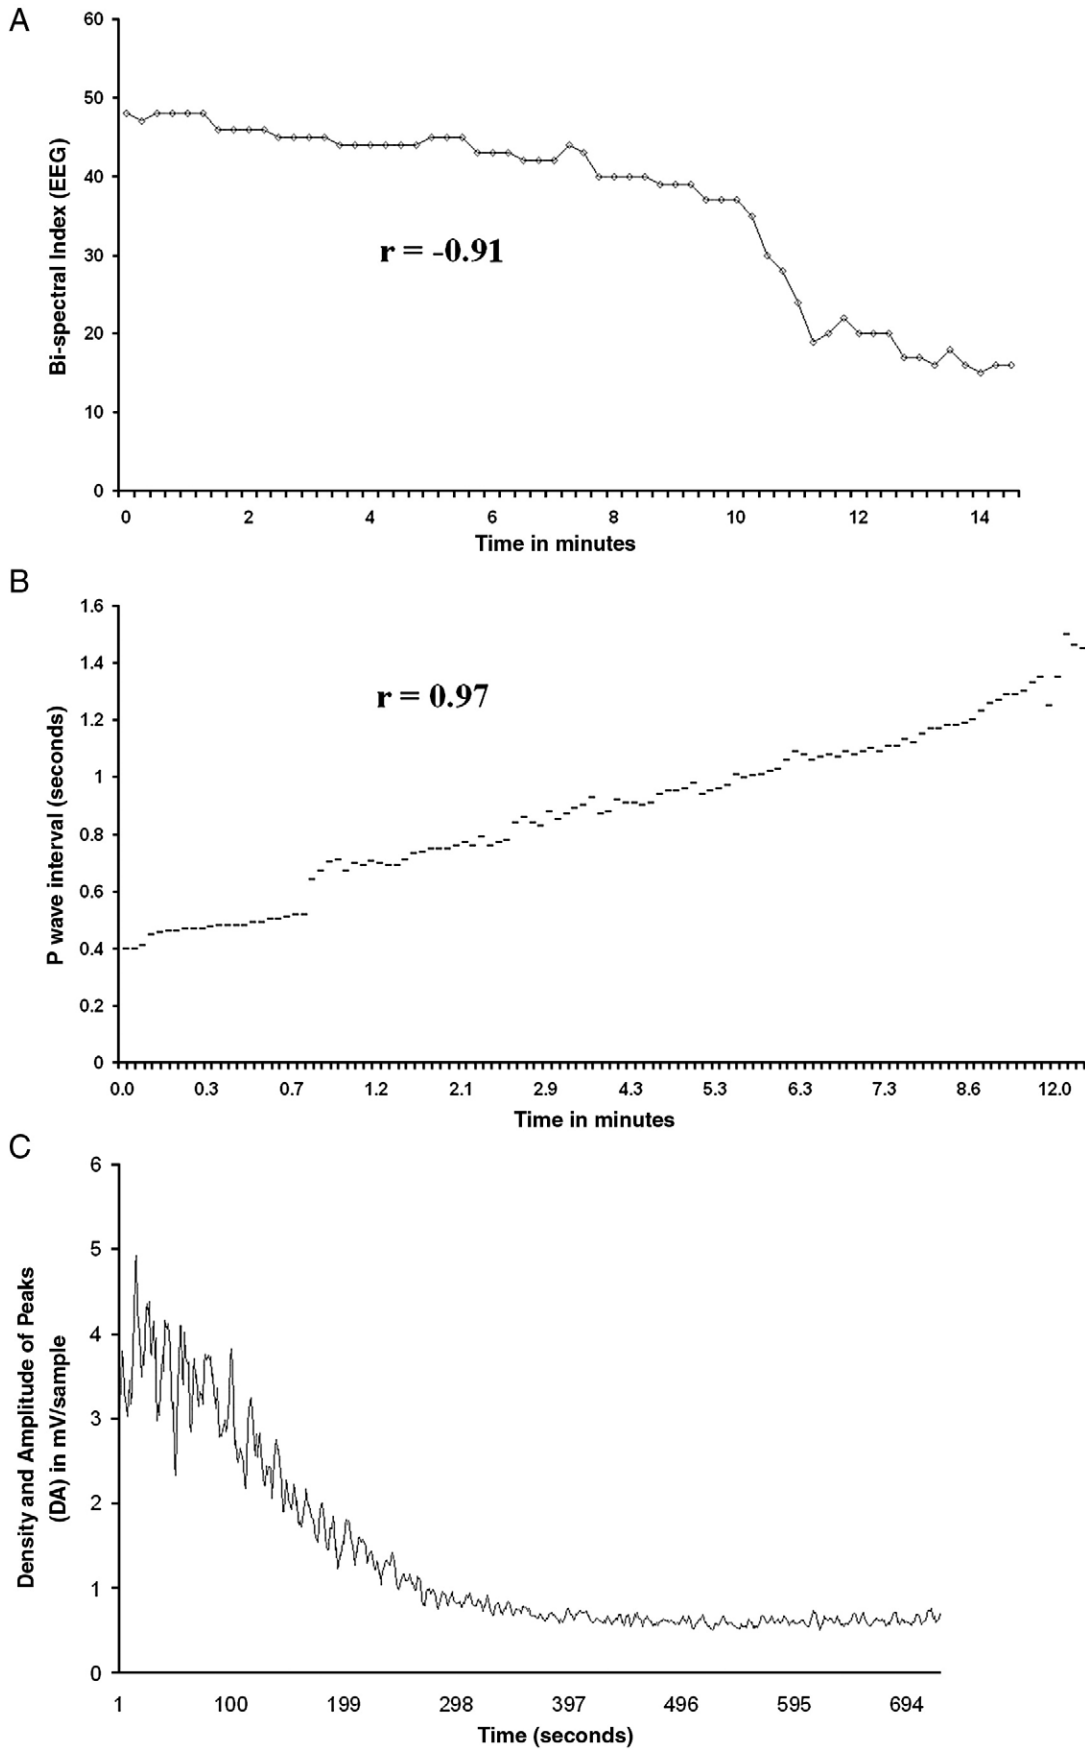 A
60
50
40
30
20
10
0
Bi-spectral Index (EEG)
r = -0.91
0 2 4 6 8 10 12 14
Time in minutes
B
1.6
1.4
1.2
1
0.8
0.6
0.4
0.2
0
P wave interval (seconds)
r = 0.97
0.0 0.3 0.7 1.2 2.1 2.9 4.3 5.3 6.3 7.3 8.6 12.0
Time in minutes
C
6
5
4
3
2
1
0
Density and Amplitude of Peaks
(DA) in mV/sample
1 100 199 298 397 496 595 694
Time (seconds)